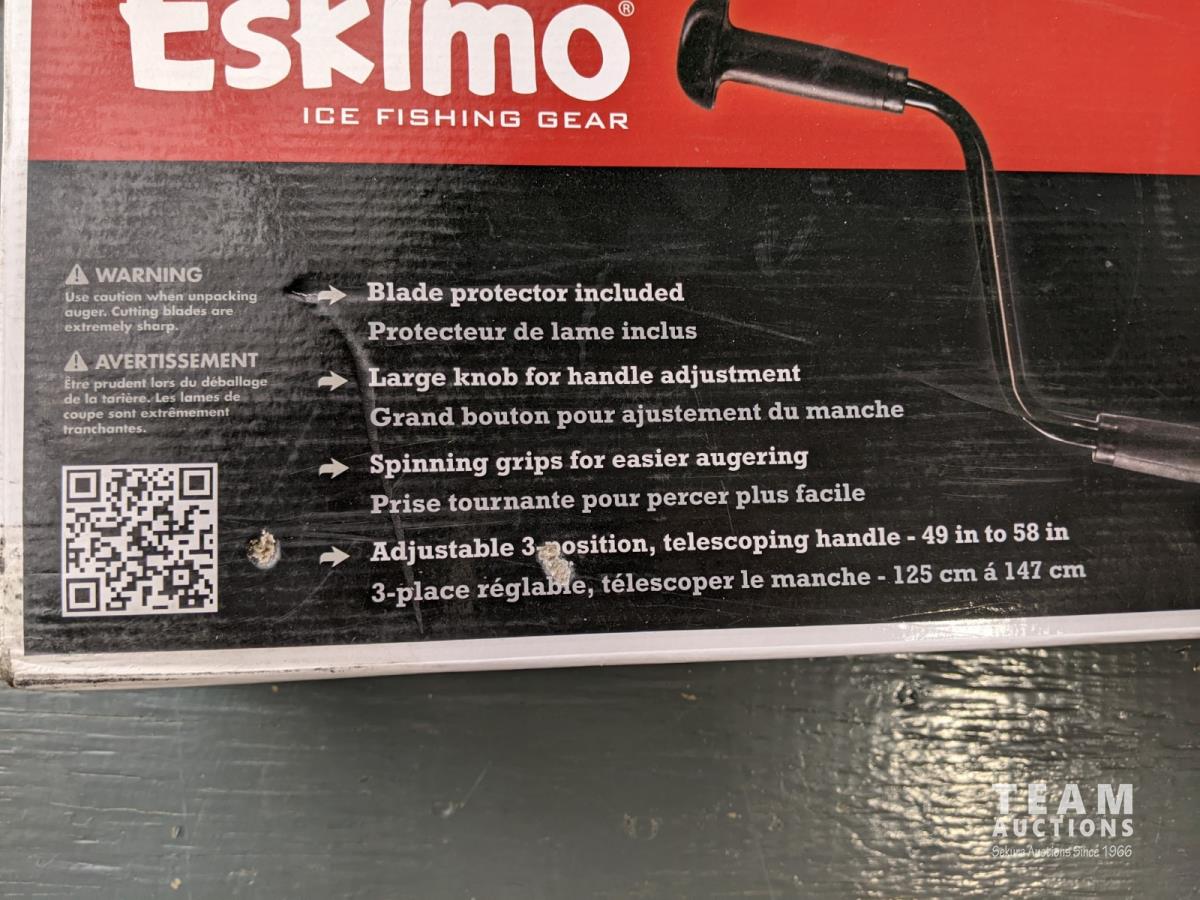 Eskimo®
ICE FISHING GEAR
WARNING
Use caution when unpacking
auger. Cutting blades are
extremely sharp.
AVERTISSEMENT
Être prudent lors du déballage
de la tarière. Les lames de
coupe sont extrêmement
tranchantes.
Blade protector included
Protecteur de lame inclus
Large knob for handle adjustment
Grand bouton pour ajustement du manche
Spinning grips for easier augering
Prise tournante pour percer plus facile
Adjustable 3-position, telescoping handle - 49 in to 58 in
3-place réglable, télescoper le manche - 125 cm á 147 cm
TEAM
AUCTIONS
Sekura Auctions Since 1966